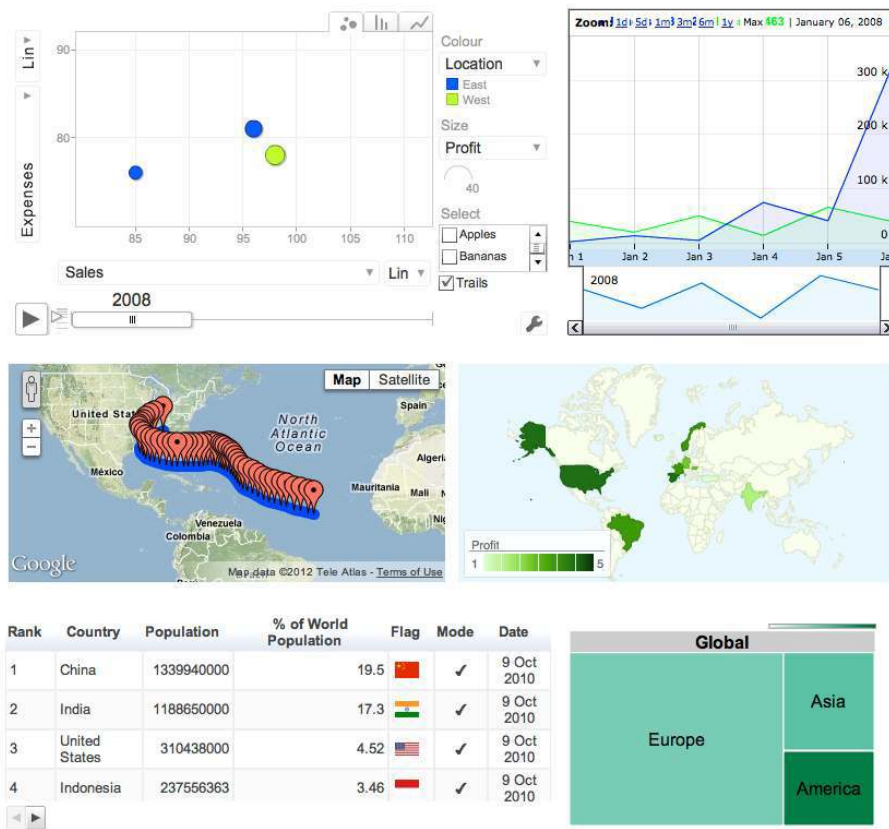 90
80
Lin
Expenses
85 90 95 100 105 110
Sales
Lin
2008
Colour
Location
East
West
Size
Profit
40
Select
Apples
Bananas
Trails
Zoom: 1d 5d 1m 3m 6m 1y Max 463 | January 06, 2008
300 k
200 k
100 k
0
n 1 Jan 2 Jan 3 Jan 4 Jan 5 Ja
2008
Map Satellite
United Stat
North
Atlantic
Ocean
Spain
Algeri
México
Mauritania Mali N
Nig
Venezuela
Colombia
Google
Map data ©2012 Tele Atlas - Terms of Use
Profit
1 5
Rank Country Population % of World Population Flag Mode Date
1 China 1339940000 19.5 ✓ 9 Oct 2010
2 India 1188650000 17.3 ✓ 9 Oct 2010
3 United States 310438000 4.52 ✓ 9 Oct 2010
4 Indonesia 237556363 3.46 ✓ 9 Oct 2010
Global
Europe
Asia
America